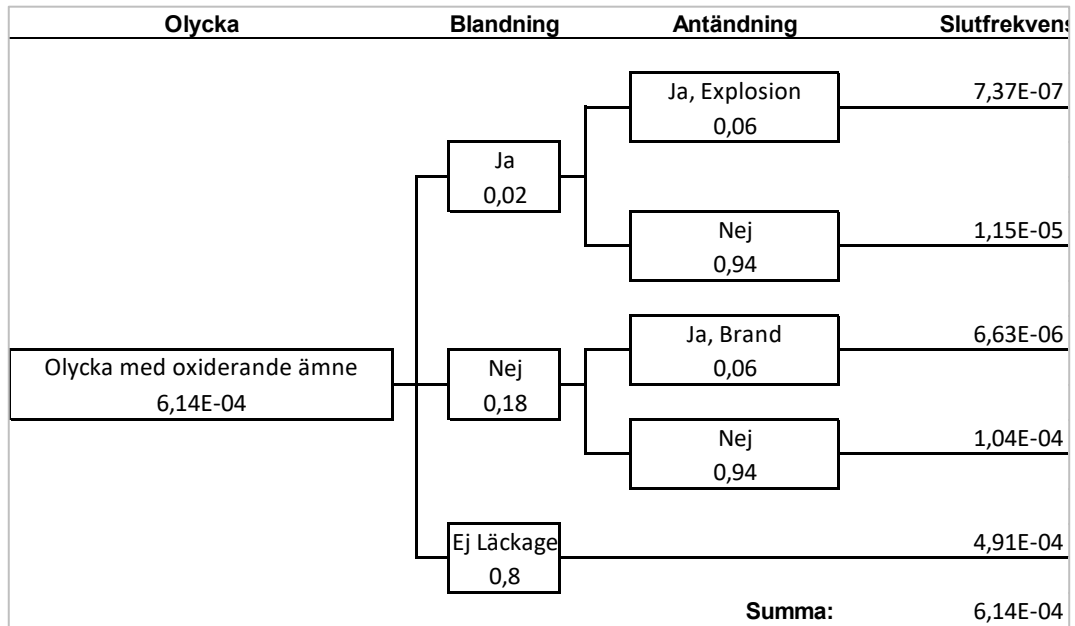 Olycka Blandning Antändning Slutfrekvens
Ja, Explosion 7,37E-07
0,06
Ja
0,02
Nej 1,15E-05
0,94
Ja, Brand 6,63E-06
0,06
Olycka med oxiderande ämne Nej
6,14E-04 0,18
Nej 1,04E-04
0,94
Ej Läckage 4,91E-04
0,8
Summa: 6,14E-04